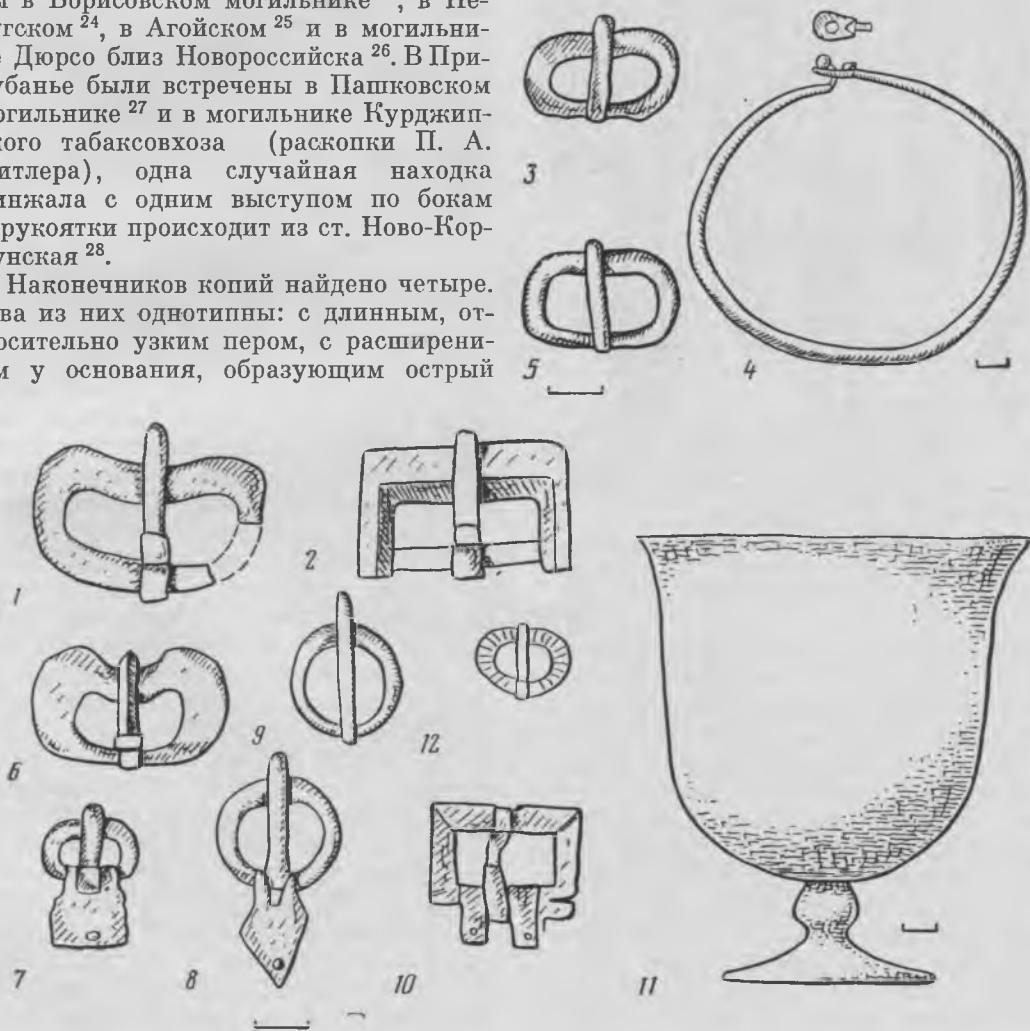 ы в Борисовском могильнике , в Не-
угском 24, в Агойском 25 и в могильни-
е Дюрсо близ Новороссийска 26. В При-
убанье были встречены в Пашковском
огильнике 27 и в могильнике Курджип-
кого табаксовхоза (раскопки П. А.
итлера), одна случайная находка
инжала с одним выступом по бокам
рукоятки происходит из ст. Ново-Кор-
унская 28.
Наконечников копий найдено четыре.
ва из них однотипны: с длинным, от-
осительно узким пером, с расширени-
м у основания, образующим острый
3
5
4
1
2
6
9
12
7
8
10
11